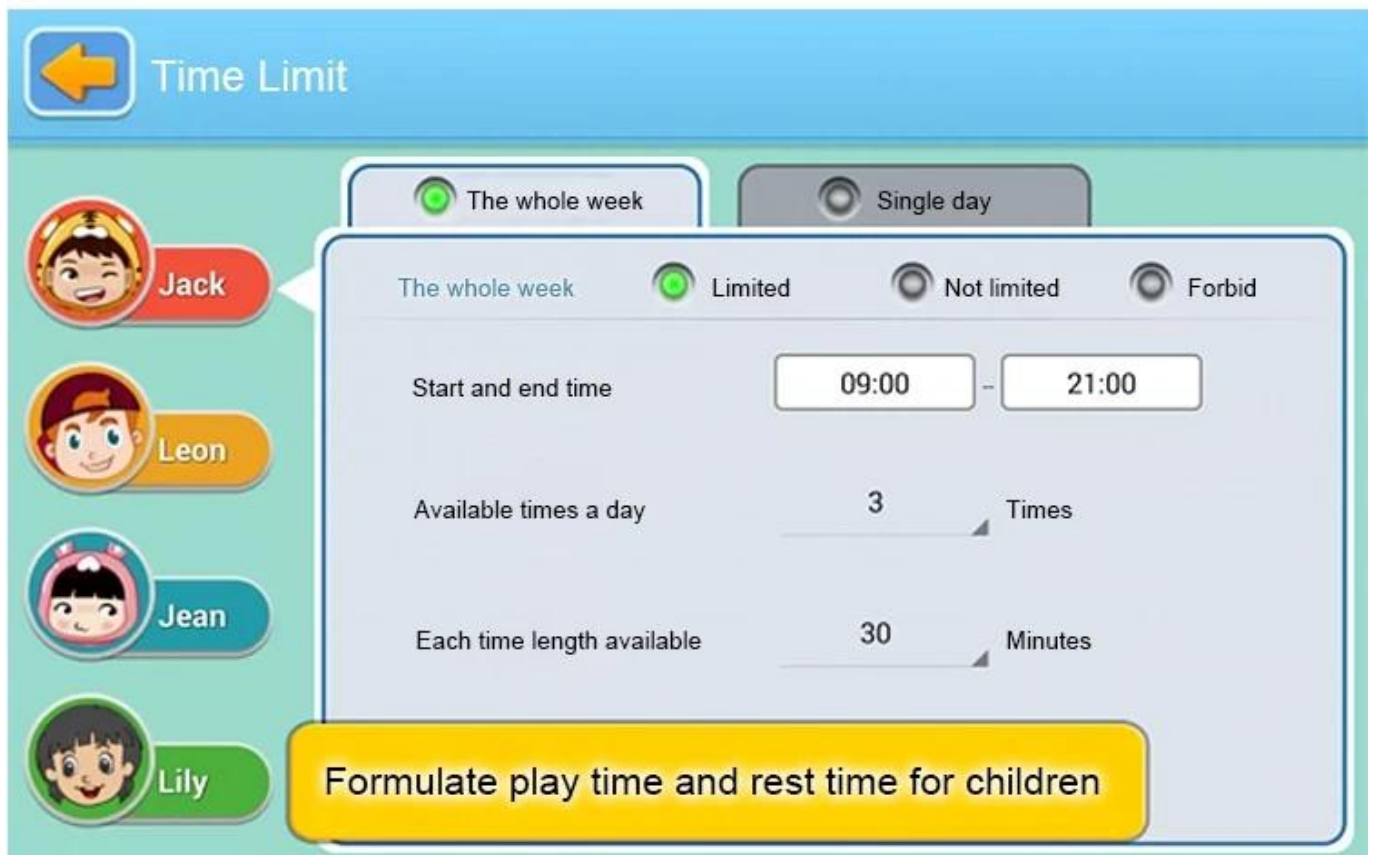 Time Limit
The whole week
Single day
Jack
The whole week Limited Not limited Forbid
Start and end time 09:00 - 21:00
Leon
Available times a day 3 Times
Jean
Each time length available 30 Minutes
Lily
Formulate play time and rest time for children